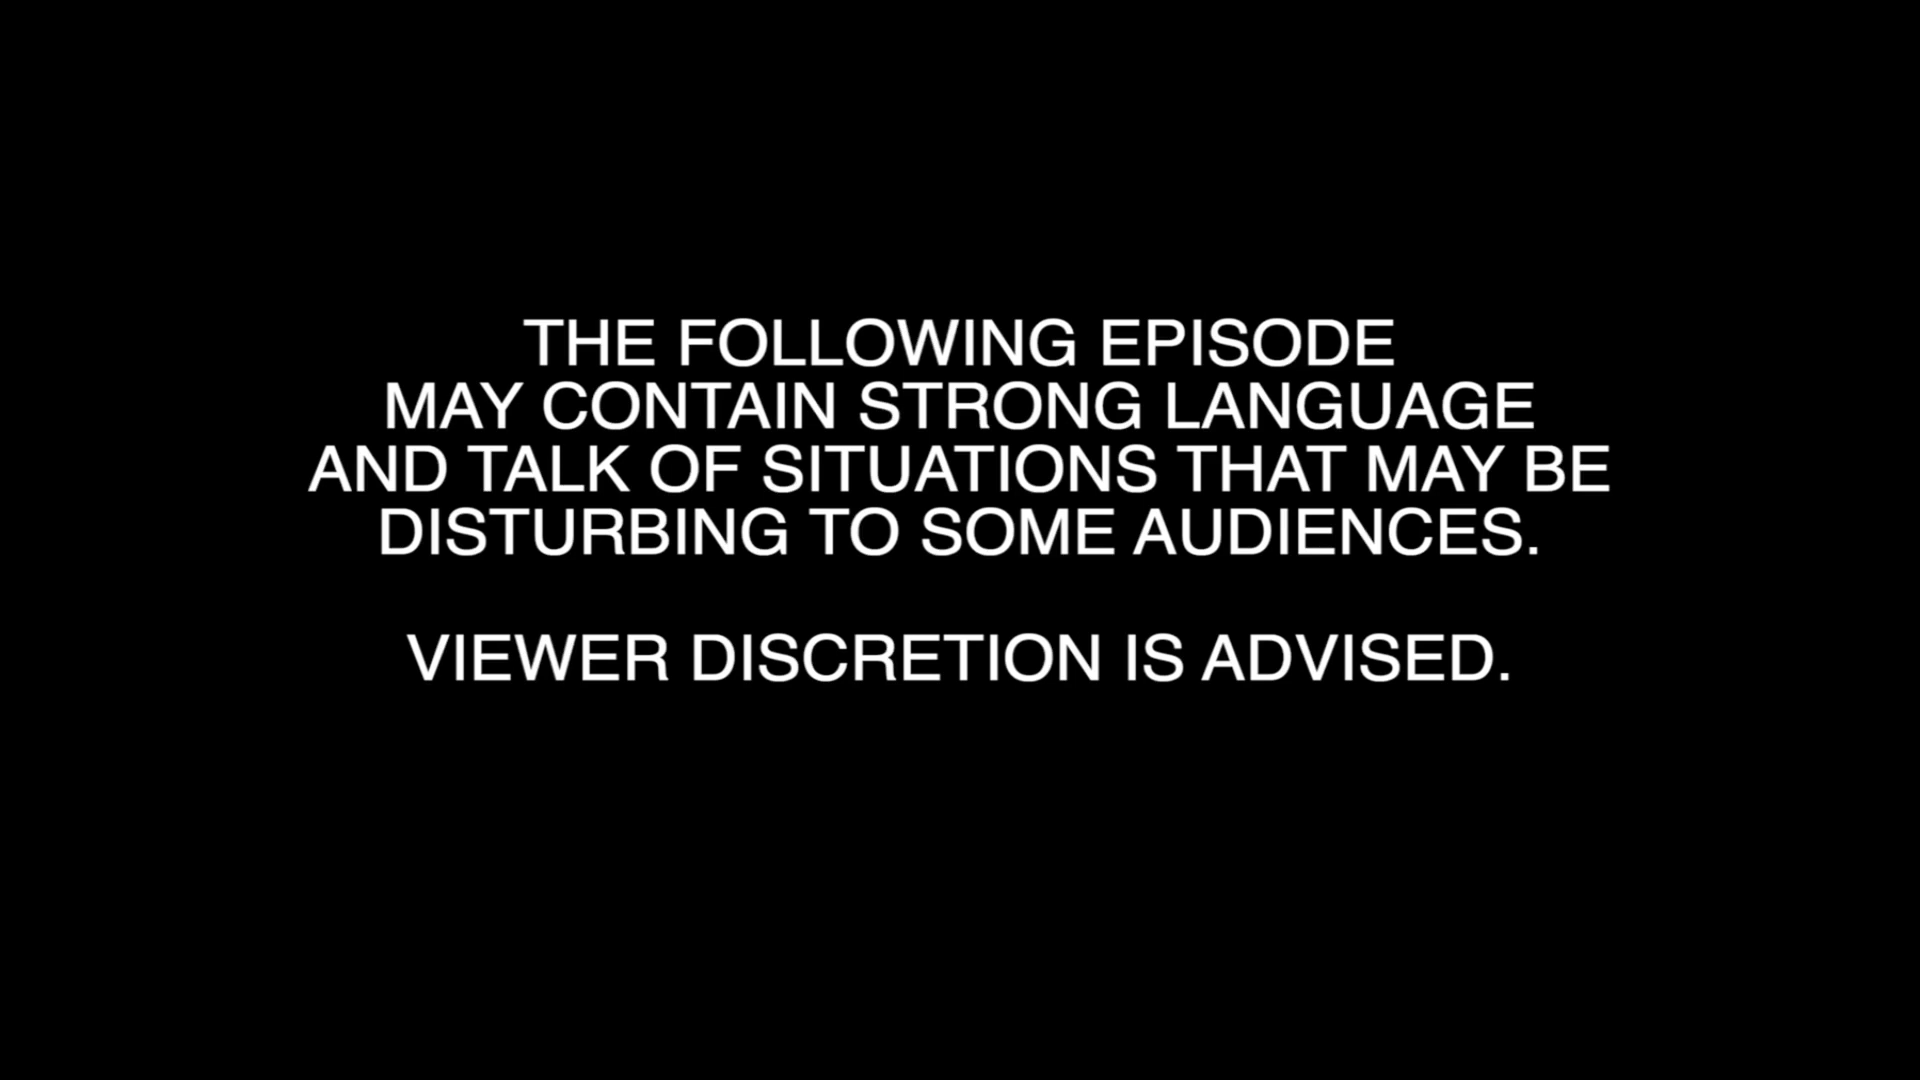 THE FOLLOWING EPISODE
MAY CONTAIN STRONG LANGUAGE
AND TALK OF SITUATIONS THAT MAY BE
DISTURBING TO SOME AUDIENCES.
VIEWER DISCRETION IS ADVISED.